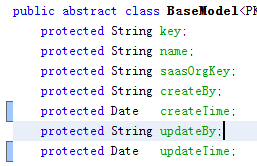 public abstract class BaseModel<PK
protected String key;
protected String name;
protected String saasOrgKey;
protected String createBy;
protected Date createTime;
protected String updateBy;
protected Date updateTime;